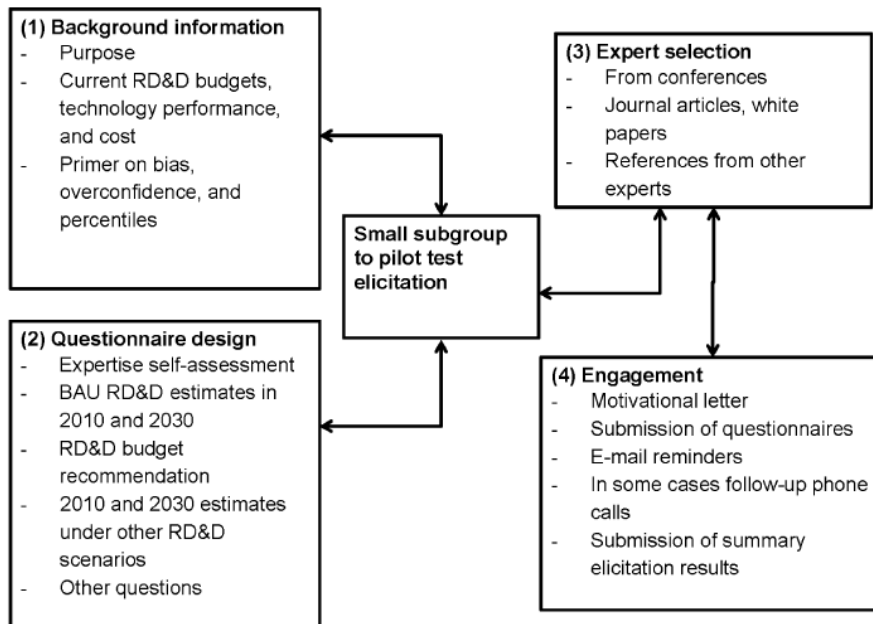 (1) Background information
- Purpose
- Current RD&D budgets,
technology performance,
and cost
- Primer on bias,
overconfidence, and
percentiles
(2) Questionnaire design
- Expertise self-assessment
- BAU RD&D estimates in
2010 and 2030
- RD&D budget
recommendation
- 2010 and 2030 estimates
under other RD&D
scenarios
- Other questions
Small subgroup
to pilot test
elicitation
(3) Expert selection
- From conferences
- Journal articles, white
papers
- References from other
experts
(4) Engagement
- Motivational letter
- Submission of questionnaires
- E-mail reminders
- In some cases follow-up phone
calls
- Submission of summary
elicitation results